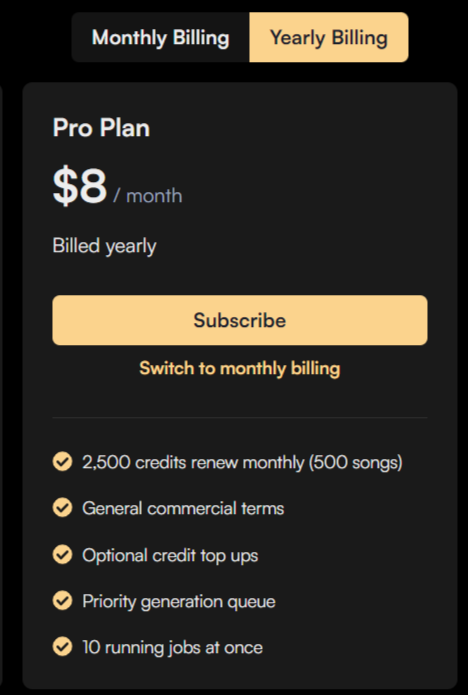 Monthly Billing
Yearly Billing
Pro Plan
$8 / month
Billed yearly
Subscribe
Switch to monthly billing
2,500 credits renew monthly (500 songs)
General commercial terms
Optional credit top ups
Priority generation queue
10 running jobs at once